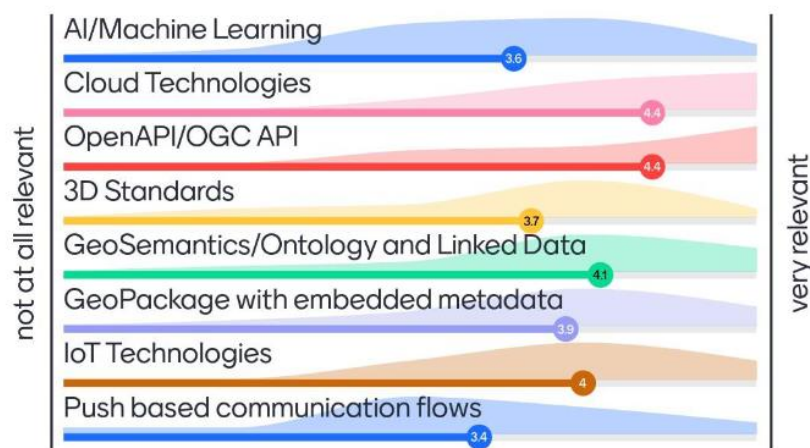 AI/Machine Learning
3.6
Cloud Technologies
4.4
OpenAPI/OGC API
4.4
3D Standards
3.7
GeoSemantics/Ontology and Linked Data
4.1
GeoPackage with embedded metadata
3.9
IoT Technologies
4
Push based communication flows
3.4
not at all relevant
very relevant